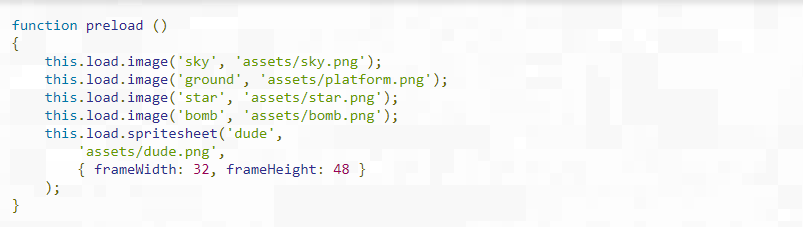 function preload ()
{
    this.load.image('sky', 'assets/sky.png');
    this.load.image('ground', 'assets/platform.png');
    this.load.image('star', 'assets/star.png');
    this.load.image('bomb', 'assets/bomb.png');
    this.load.spritesheet('dude',
        'assets/dude.png',
        { frameWidth: 32, frameHeight: 48 }
    );
}